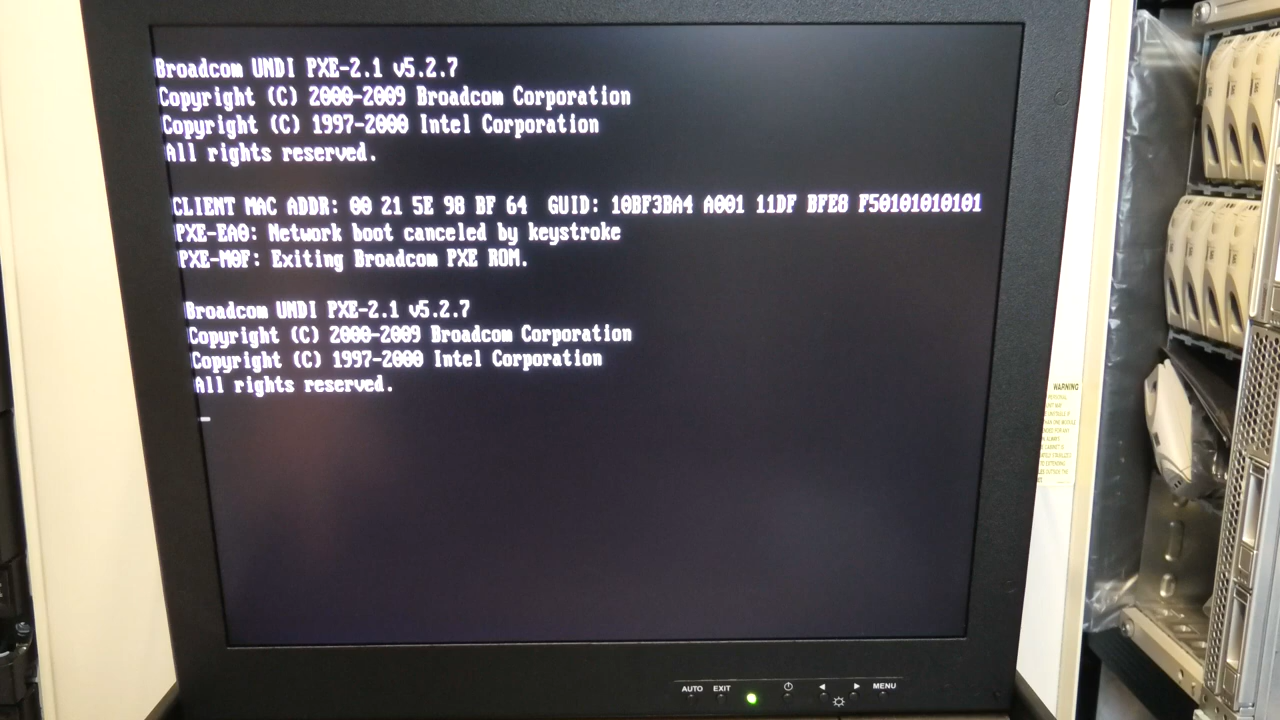 Broadcom UNDI PXE-2.1 v5.2.7
Copyright (C) 2000-2009 Broadcom Corporation
Copyright (C) 1997-2000 Intel Corporation
All rights reserved.
CLIENT MAC ADDR: 00 21 5E 98 BF 64  GUID: 10BF3BA4 A001 11DF BFE8 F50101010101
PXE-EA0: Network boot canceled by keystroke
PXE-M0F: Exiting Broadcom PXE ROM.
Broadcom UNDI PXE-2.1 v5.2.7
Copyright (C) 2000-2009 Broadcom Corporation
Copyright (C) 1997-2000 Intel Corporation
All rights reserved.
WARNING
AUTO EXIT MENU